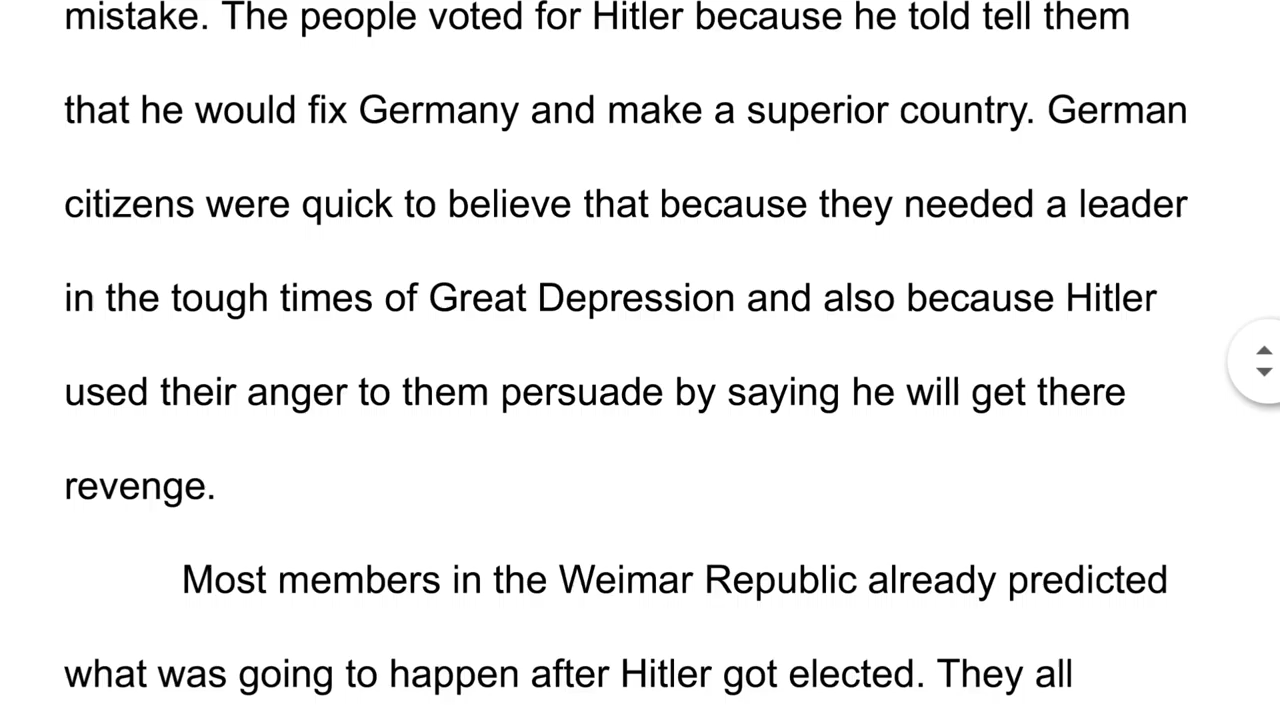 mistake. The people voted for Hitler because he told tell them
that he would fix Germany and make a superior country. German
citizens were quick to believe that because they needed a leader
in the tough times of Great Depression and also because Hitler
used their anger to them persuade by saying he will get there
revenge.
Most members in the Weimar Republic already predicted
what was going to happen after Hitler got elected. They all